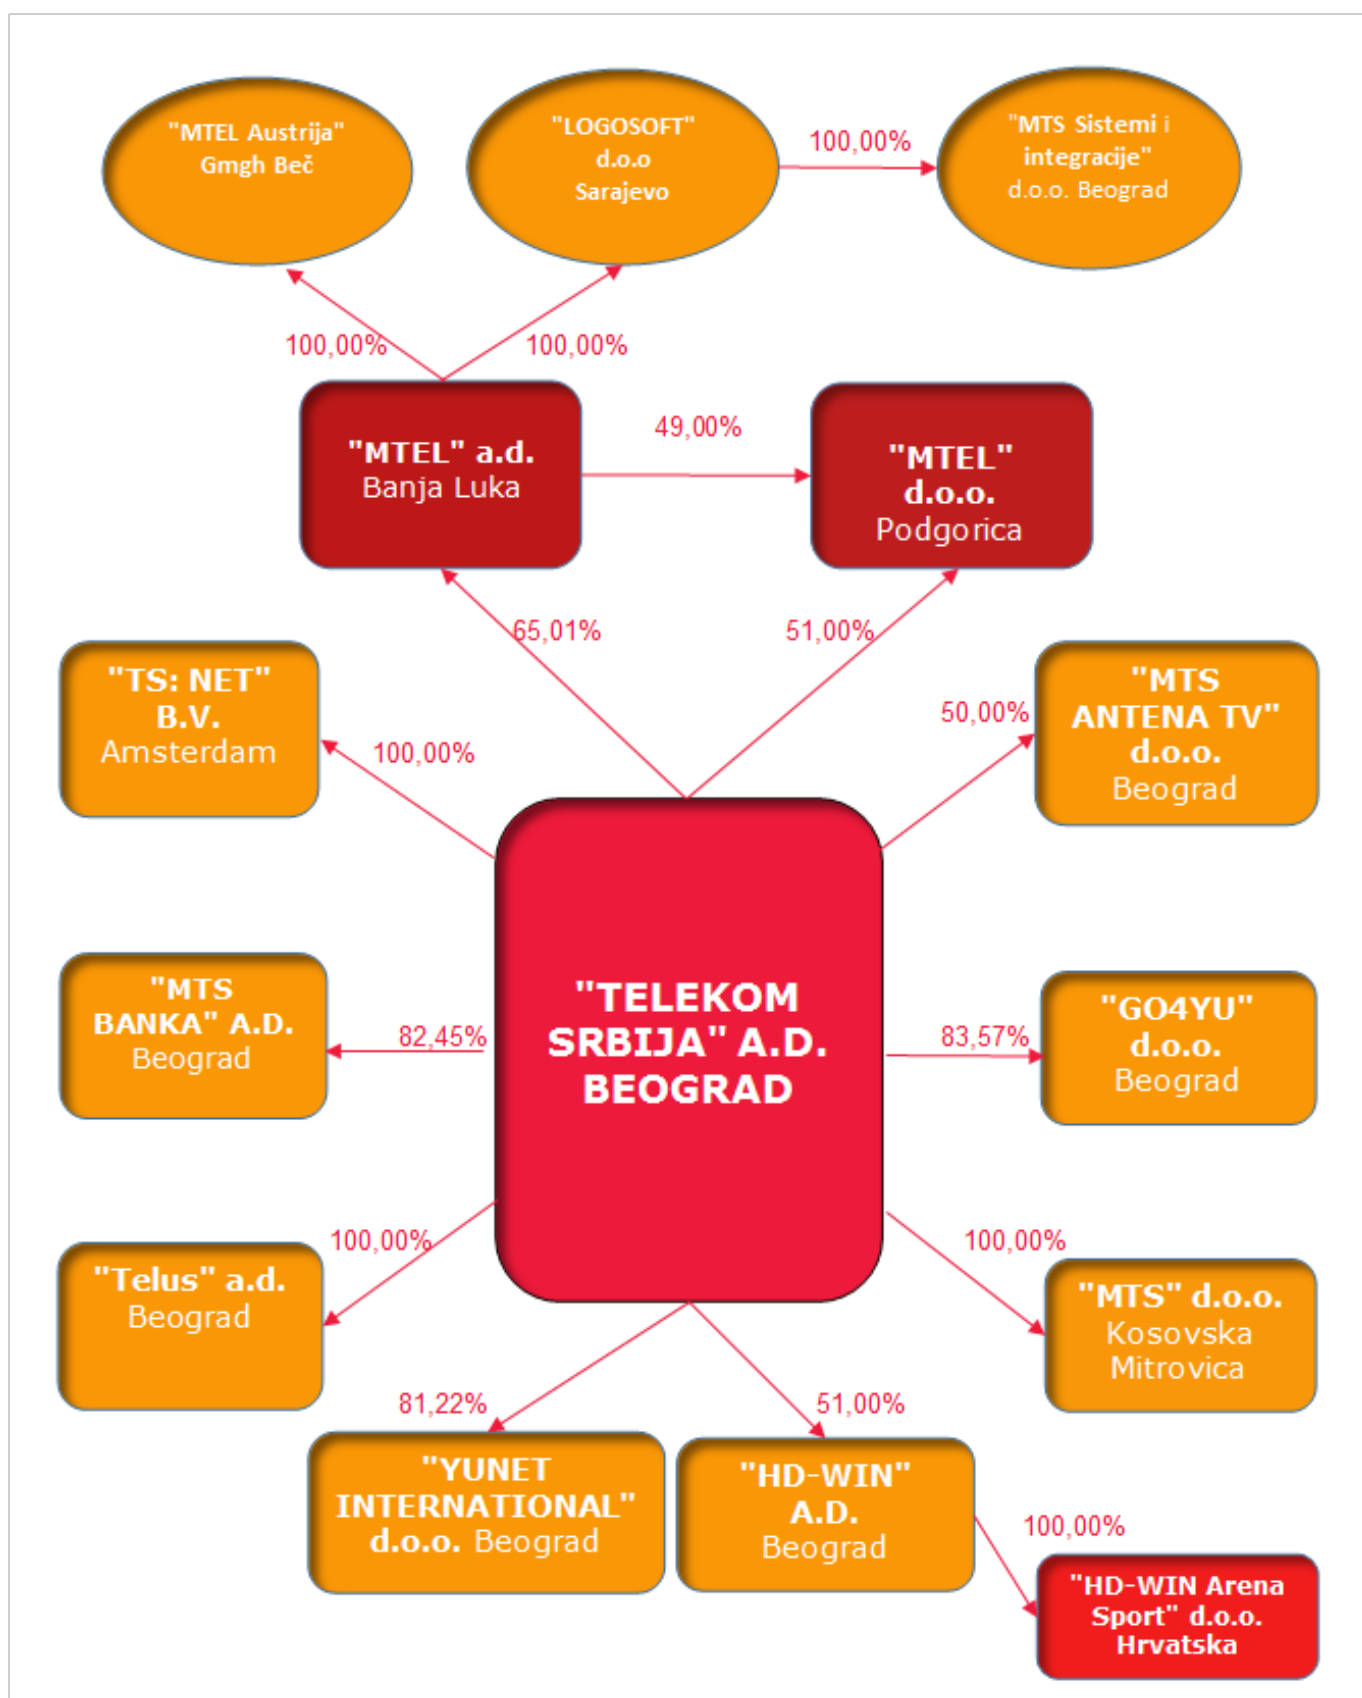 "MTEL Austrija"
Gmgh Beč
"LOGOSOFT"
d.o.o
Sarajevo
100,00%
"MTS Sistemi i
integracije"
d.o.o. Beograd
100,00%
100,00%
"MTEL" a.d.
Banja Luka
49,00%
"MTEL"
d.o.o.
Podgorica
65,01%
51,00%
"TS: NET"
B.V.
Amsterdam
100,00%
50,00%
"MTS
ANTENA TV"
d.o.o.
Beograd
"MTS
BANKA" A.D.
Beograd
82,45%
"TELEKOM
SRBIJA" A.D.
BEOGRAD
83,57%
"GO4YU"
d.o.o.
Beograd
"Telus" a.d.
Beograd
100,00%
100,00%
"MTS" d.o.o.
Kosovska
Mitrovica
81,22%
51,00%
"YUNET
INTERNATIONAL"
d.o.o. Beograd
"HD-WIN"
A.D.
Beograd
100,00%
"HD-WIN Arena
Sport" d.o.o.
Hrvatska